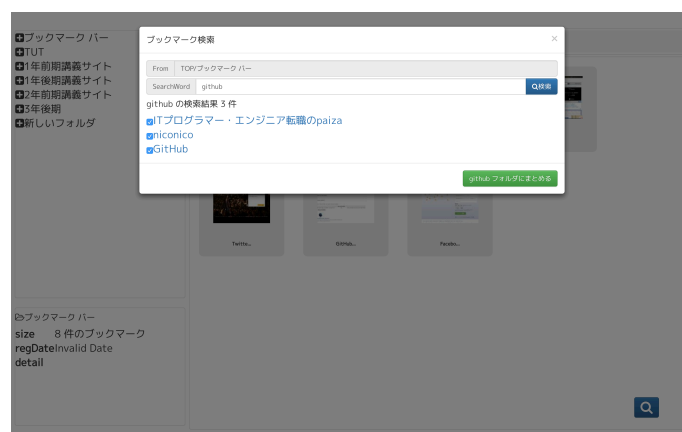 ブックマーク バー
TUT
1年前期講義サイト
1年後期講義サイト
2年前期講義サイト
3年後期
新しいフォルダ
ブックマーク検索
×
From TOP/ブックマーク バー
SearchWord github 検索
github の検索結果 3 件
ITプログラマー・エンジニア転職のpaiza
niconico
GitHub
github フォルダにまとめる
Twitte...
GitHub...
Facebo...
ブックマーク バー
size 8 件のブックマーク
regDate Invalid Date
detail